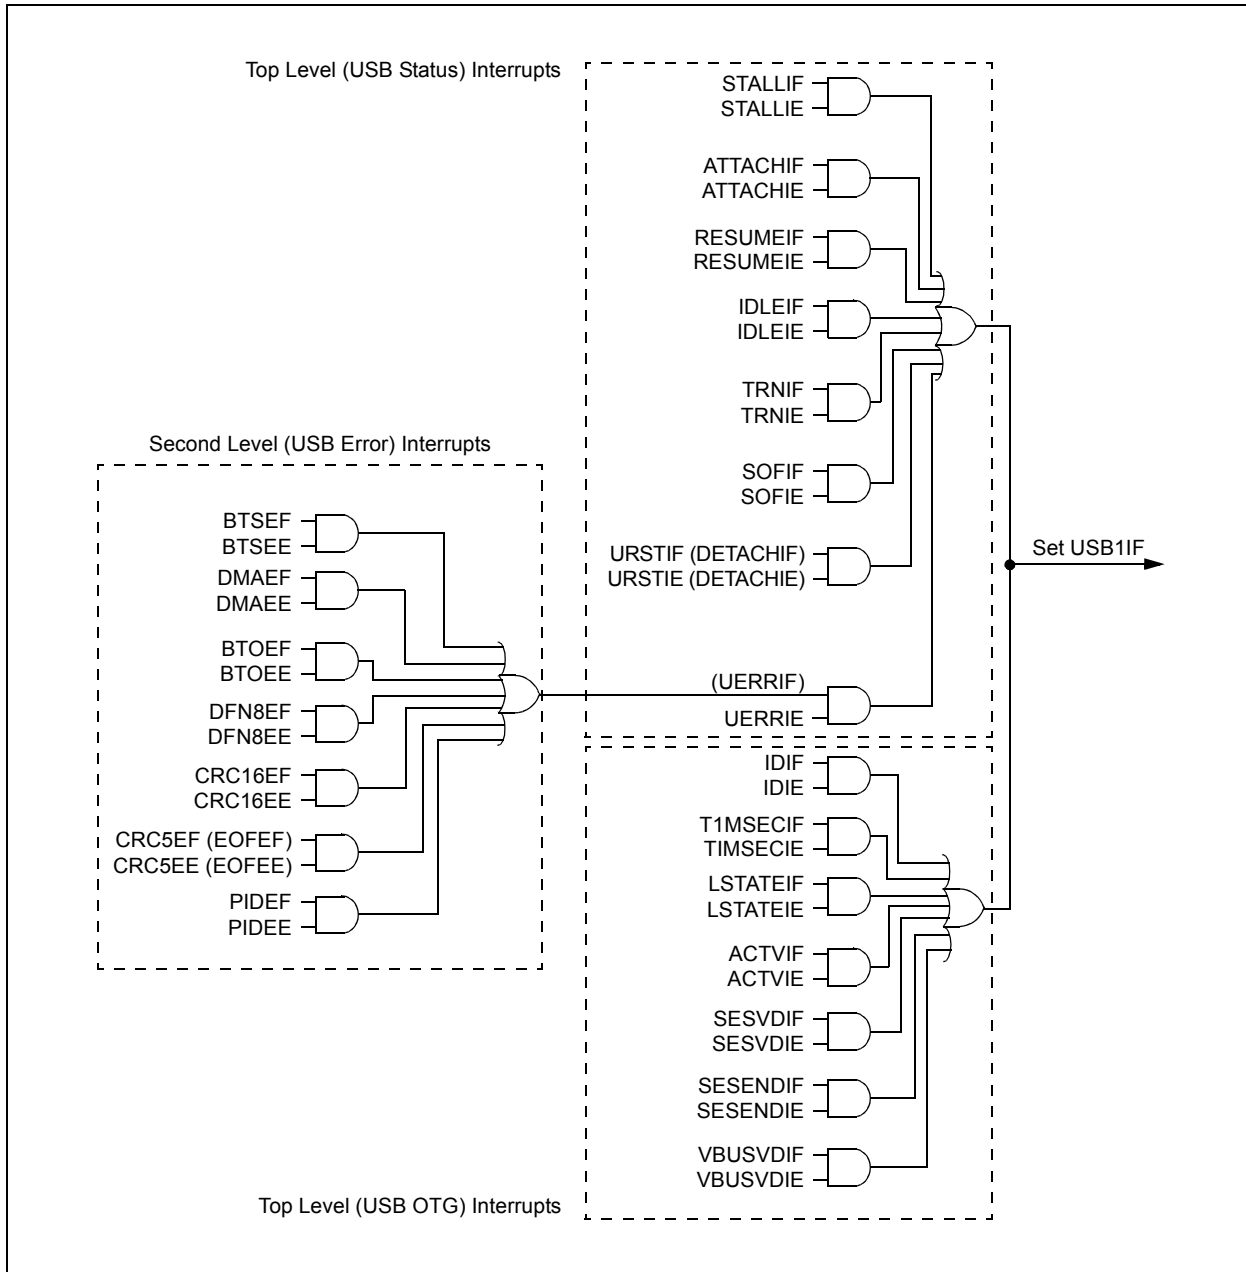 Top Level (USB Status) Interrupts
STALLIF
STALLIE
ATTACHIF
ATTACHIE
RESUMEIF
RESUMEIE
IDLEIF
IDLEIE
TRNIF
TRNIE
SOFIF
SOFIE
URSTIF (DETACHIF)
URSTIE (DETACHIE)
(UERRIF)
UERRIE
Second Level (USB Error) Interrupts
BTSEF
BTSEE
DMAEF
DMAEE
BTOEF
BTOEE
DFN8EF
DFN8EE
CRC16EF
CRC16EE
CRC5EF (EOFEF)
CRC5EE (EOFEE)
PIDEF
PIDEE
Set USB1IF
IDIF
IDIE
T1MSECIF
TIMSECIE
LSTATEIF
LSTATEIE
ACTVIF
ACTVIE
SESVDIF
SESVDIE
SESENDIF
SESENDIE
VBUSVDIF
VBUSVDIE
Top Level (USB OTG) Interrupts